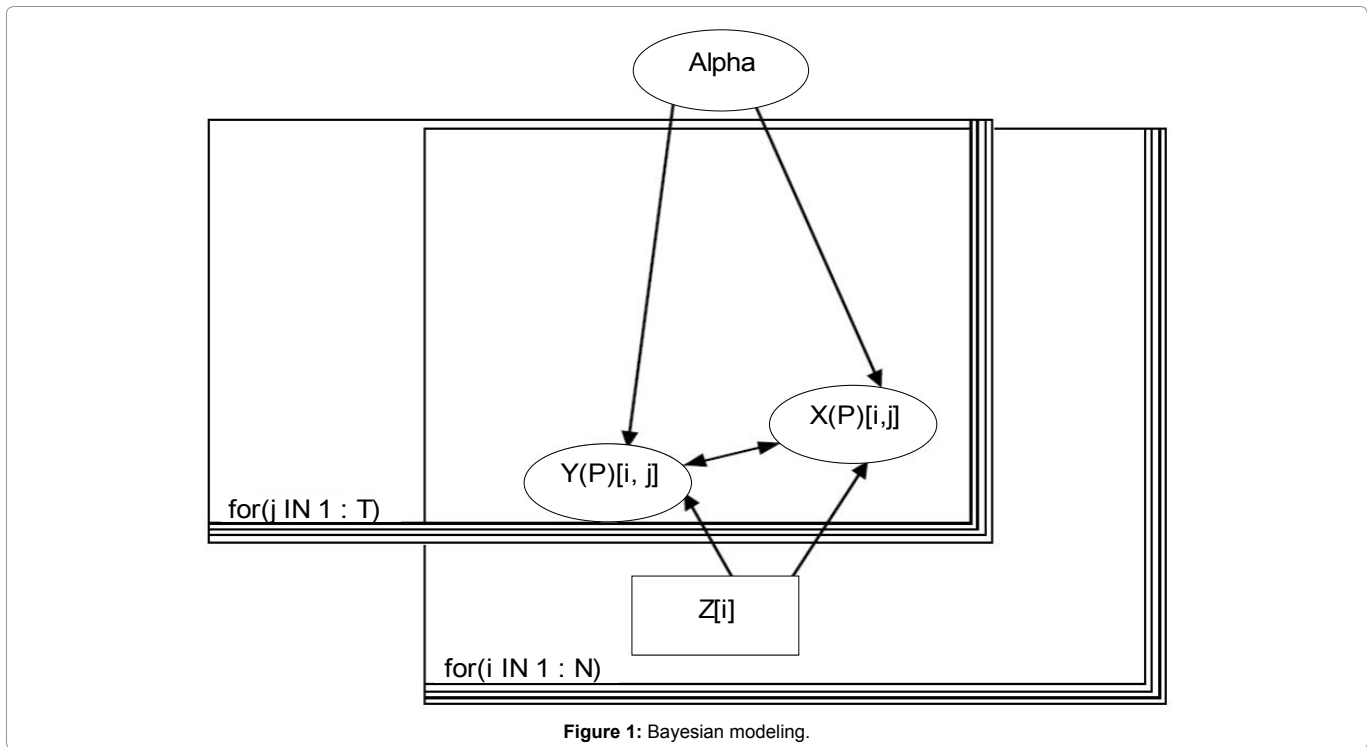 Alpha
X(P)[i,j]
Y(P)[i, j]
for(j IN 1 : T)
Z[i]
for(i IN 1 : N)
Figure 1: Bayesian modeling.